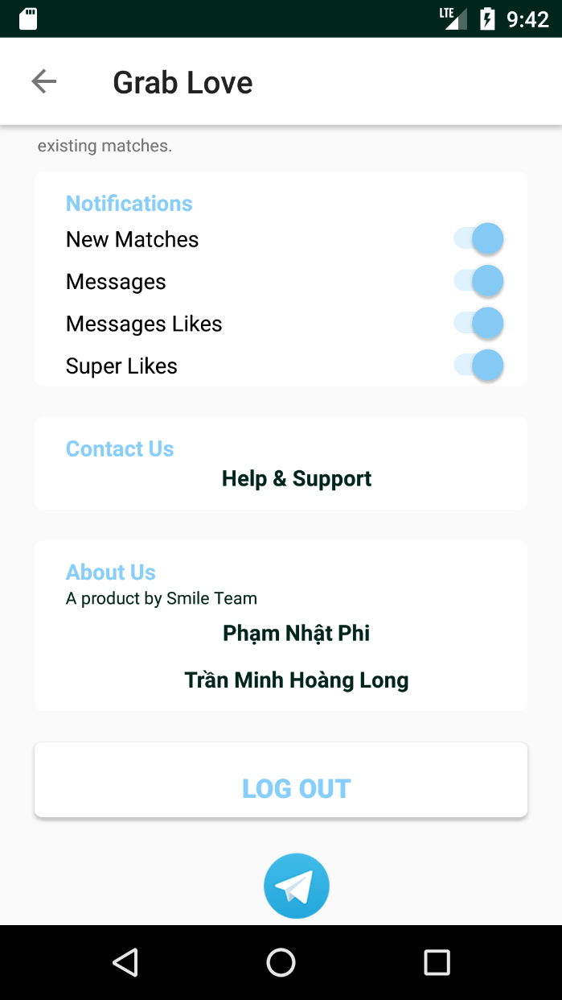 LTE 9:42
Grab Love
existing matches.
Notifications
New Matches
Messages
Messages Likes
Super Likes
Contact Us
Help & Support
About Us
A product by Smile Team
Phạm Nhật Phi
Trần Minh Hoàng Long
LOG OUT